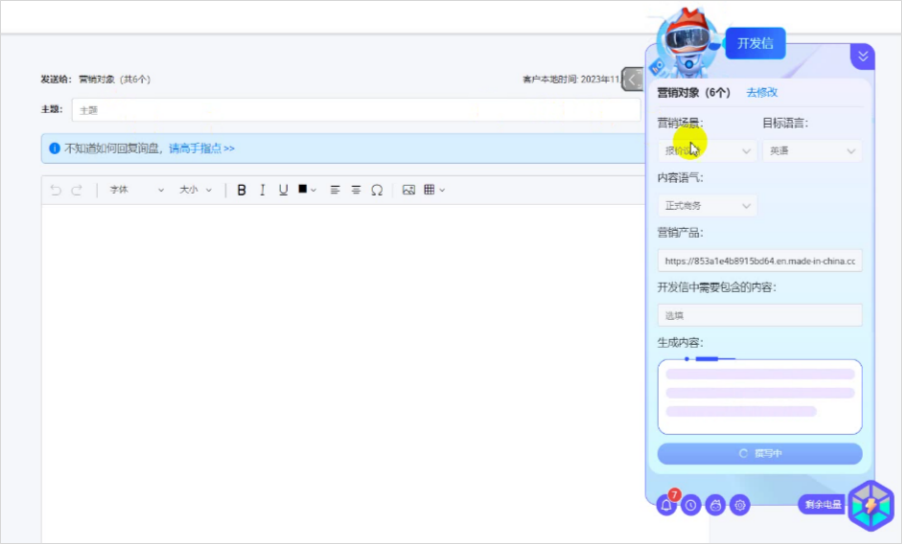 开发信
发送给： 营销对象（共6个）
客户本地时间: 2023年11
主题：
主题
不知道如何回复询盘，请高手指点 >>
字体
大小
B I U
营销对象（6个） 去修改
营销场景：
目标语言：
英语
内容语气：
正式商务
营销产品：
https://853a1e4b8915bd64.en.made-in-china.cc
开发信中需要包含的内容：
选填
生成内容：
撰写中
7
剩余电量